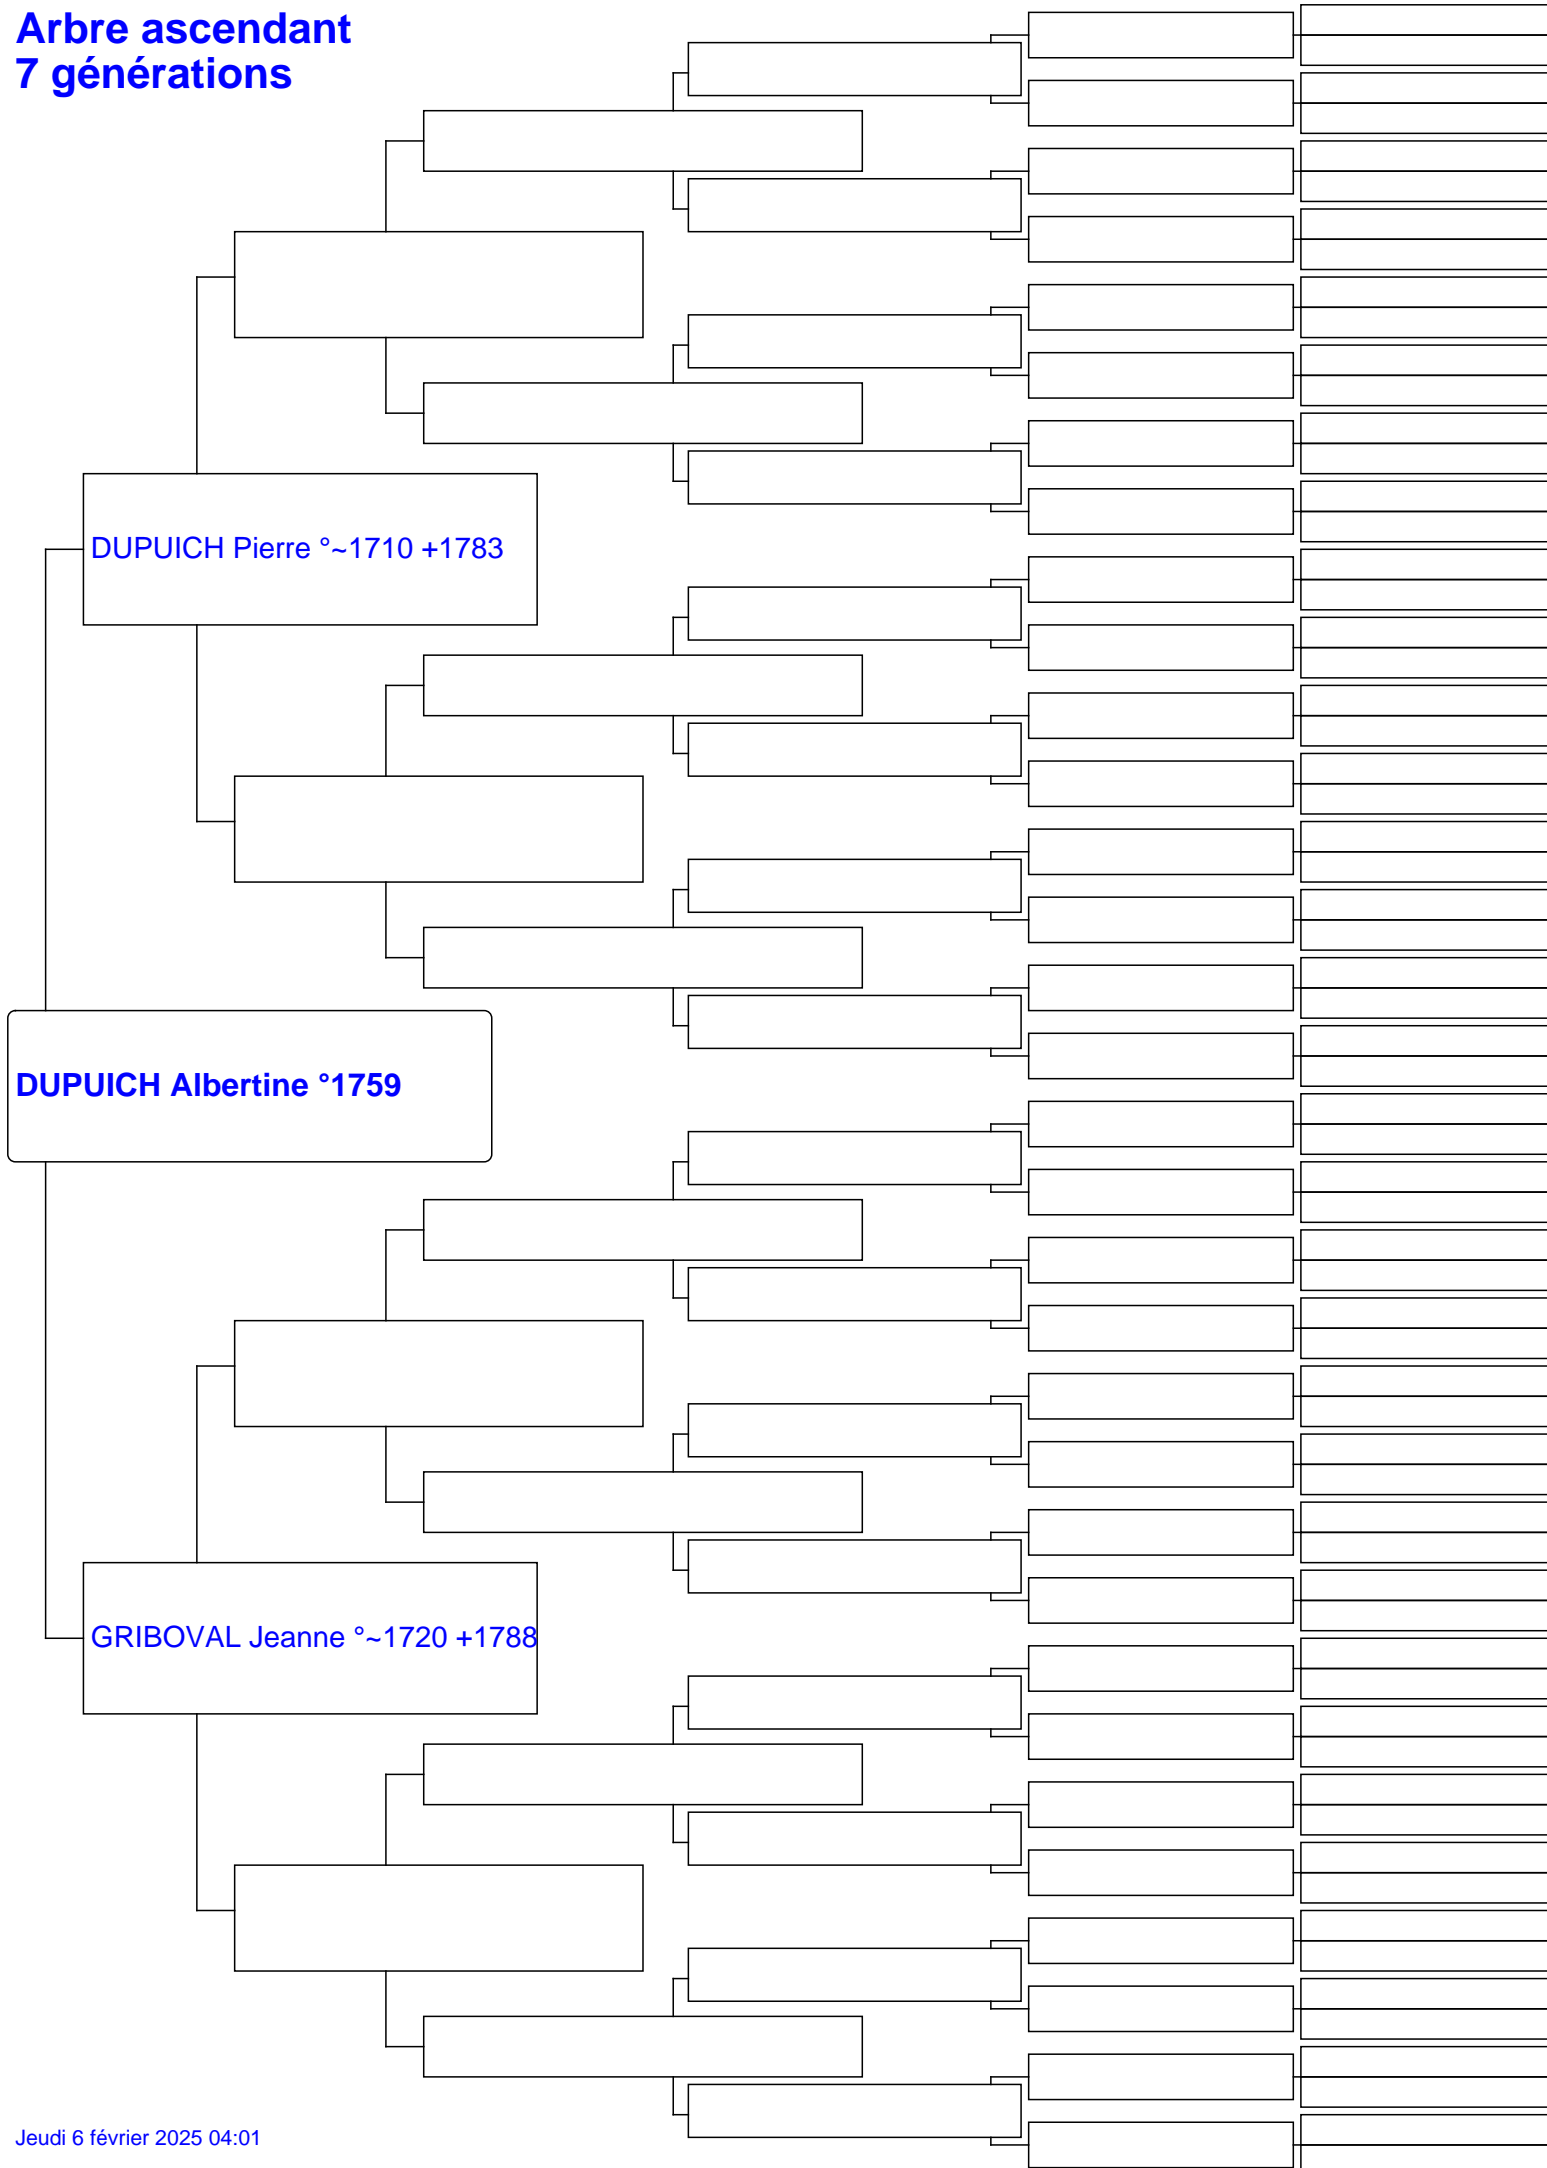 Arbre ascendant
7 générations
DUPUICH Pierre °~1710 +1783
DUPUICH Albertine °1759
GRIBOVAL Jeanne °~1720 +1788
Jeudi 6 février 2025 04:01